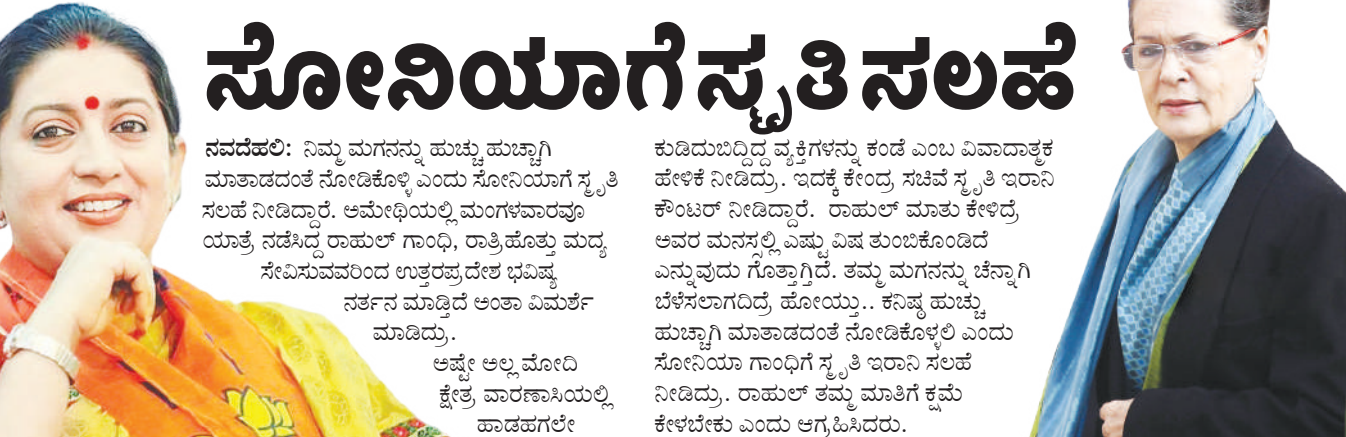 ಸೋನಿಯಾಗೆ ಸ್ಮೃತಿ ಸಲಹೆ
ನವದೆಹಲಿ: ನಿಮ್ಮ ಮಗನನ್ನು ಹುಚ್ಚು ಹುಚ್ಚಾಗಿ
ಮಾತಾಡದಂತೆ ನೋಡಿಕೊಳ್ಳಿ ಎಂದು ಸೋನಿಯಾಗೆ ಸ್ಮೃತಿ
ಸಲಹೆ ನೀಡಿದ್ದಾರೆ. ಅಮೇಥಿಯಲ್ಲಿ ಮಂಗಳವಾರವೂ
ಯಾತ್ರೆ ನಡೆಸಿದ್ದ ರಾಹುಲ್ ಗಾಂಧಿ, ರಾತ್ರಿಹೊತ್ತು ಮದ್ಯ
ಸೇವಿಸುವವರಿಂದ ಉತ್ತರಪ್ರದೇಶ ಭವಿಷ್ಯ
ನರ್ತನ ಮಾಡ್ತಿದೆ ಅಂತಾ ವಿಮರ್ಶೆ
ಮಾಡಿದ್ರು.
ಅಷ್ಟೇ ಅಲ್ಲ ಮೋದಿ
ಕ್ಷೇತ್ರ ವಾರಣಾಸಿಯಲ್ಲಿ
ಹಾಡಹಗಲೇ
ಕುಡಿದುಬಿದ್ದಿದ್ದ ವ್ಯಕ್ತಿಗಳನ್ನು ಕಂಡೆ ಎಂಬ ವಿವಾದಾತ್ಮಕ
ಹೇಳಿಕೆ ನೀಡಿದ್ರು. ಇದಕ್ಕೆ ಕೇಂದ್ರ ಸಚಿವೆ ಸ್ಮೃತಿ ಇರಾನಿ
ಕೌಂಟರ್ ನೀಡಿದ್ದಾರೆ. ರಾಹುಲ್ ಮಾತು ಕೇಳಿದ್ರೆ
ಅವರ ಮನಸ್ಸಲ್ಲಿ ಎಷ್ಟು ವಿಷ ತುಂಬಿಕೊಂಡಿದೆ
ಎನ್ನುವುದು ಗೊತ್ತಾಗ್ತಿದೆ. ತಮ್ಮ ಮಗನನ್ನು ಚೆನ್ನಾಗಿ
ಬೆಳೆಸಲಾಗದಿದ್ರೆ ಹೋಯ್ತು.. ಕನಿಷ್ಠ ಹುಚ್ಚು
ಹುಚ್ಚಾಗಿ ಮಾತಾಡದಂತೆ ನೋಡಿಕೊಳ್ಳಲಿ ಎಂದು
ಸೋನಿಯಾ ಗಾಂಧಿಗೆ ಸ್ಮೃತಿ ಇರಾನಿ ಸಲಹೆ
ನೀಡಿದ್ರು. ರಾಹುಲ್ ತಮ್ಮ ಮಾತಿಗೆ ಕ್ಷಮೆ
ಕೇಳಬೇಕು ಎಂದು ಆಗ್ರಹಿಸಿದರು.